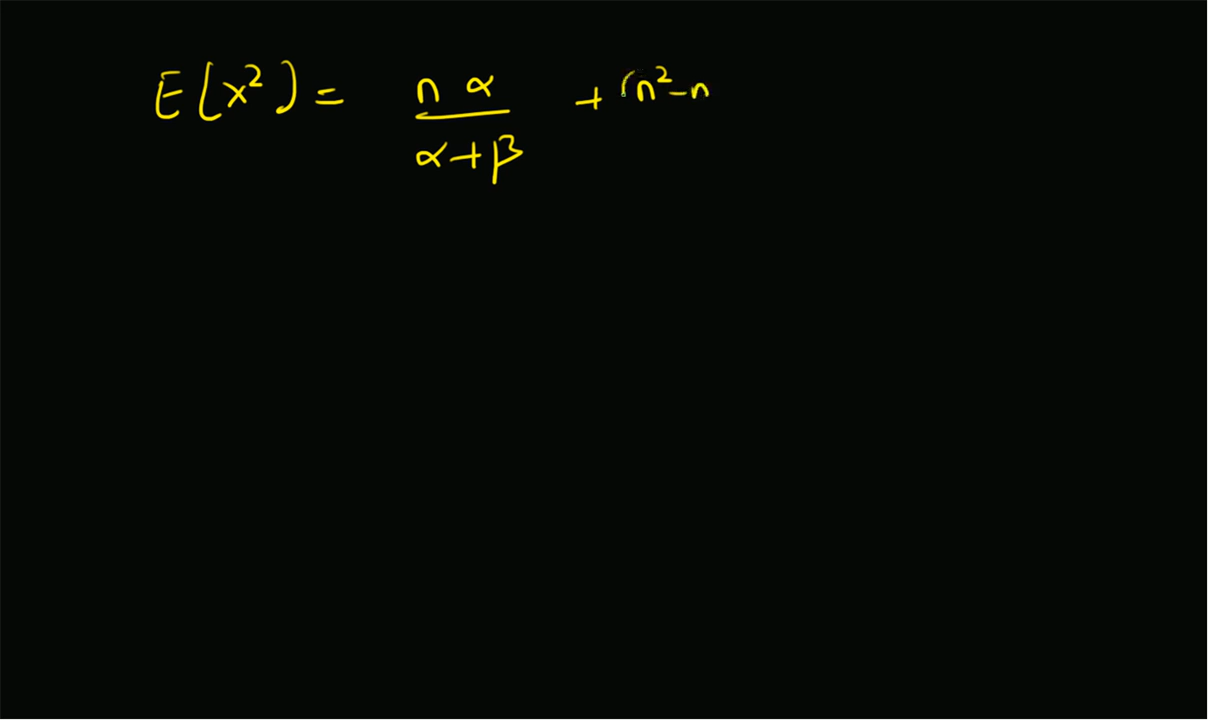 E(x²) = nα/(α+β) + (n²-n